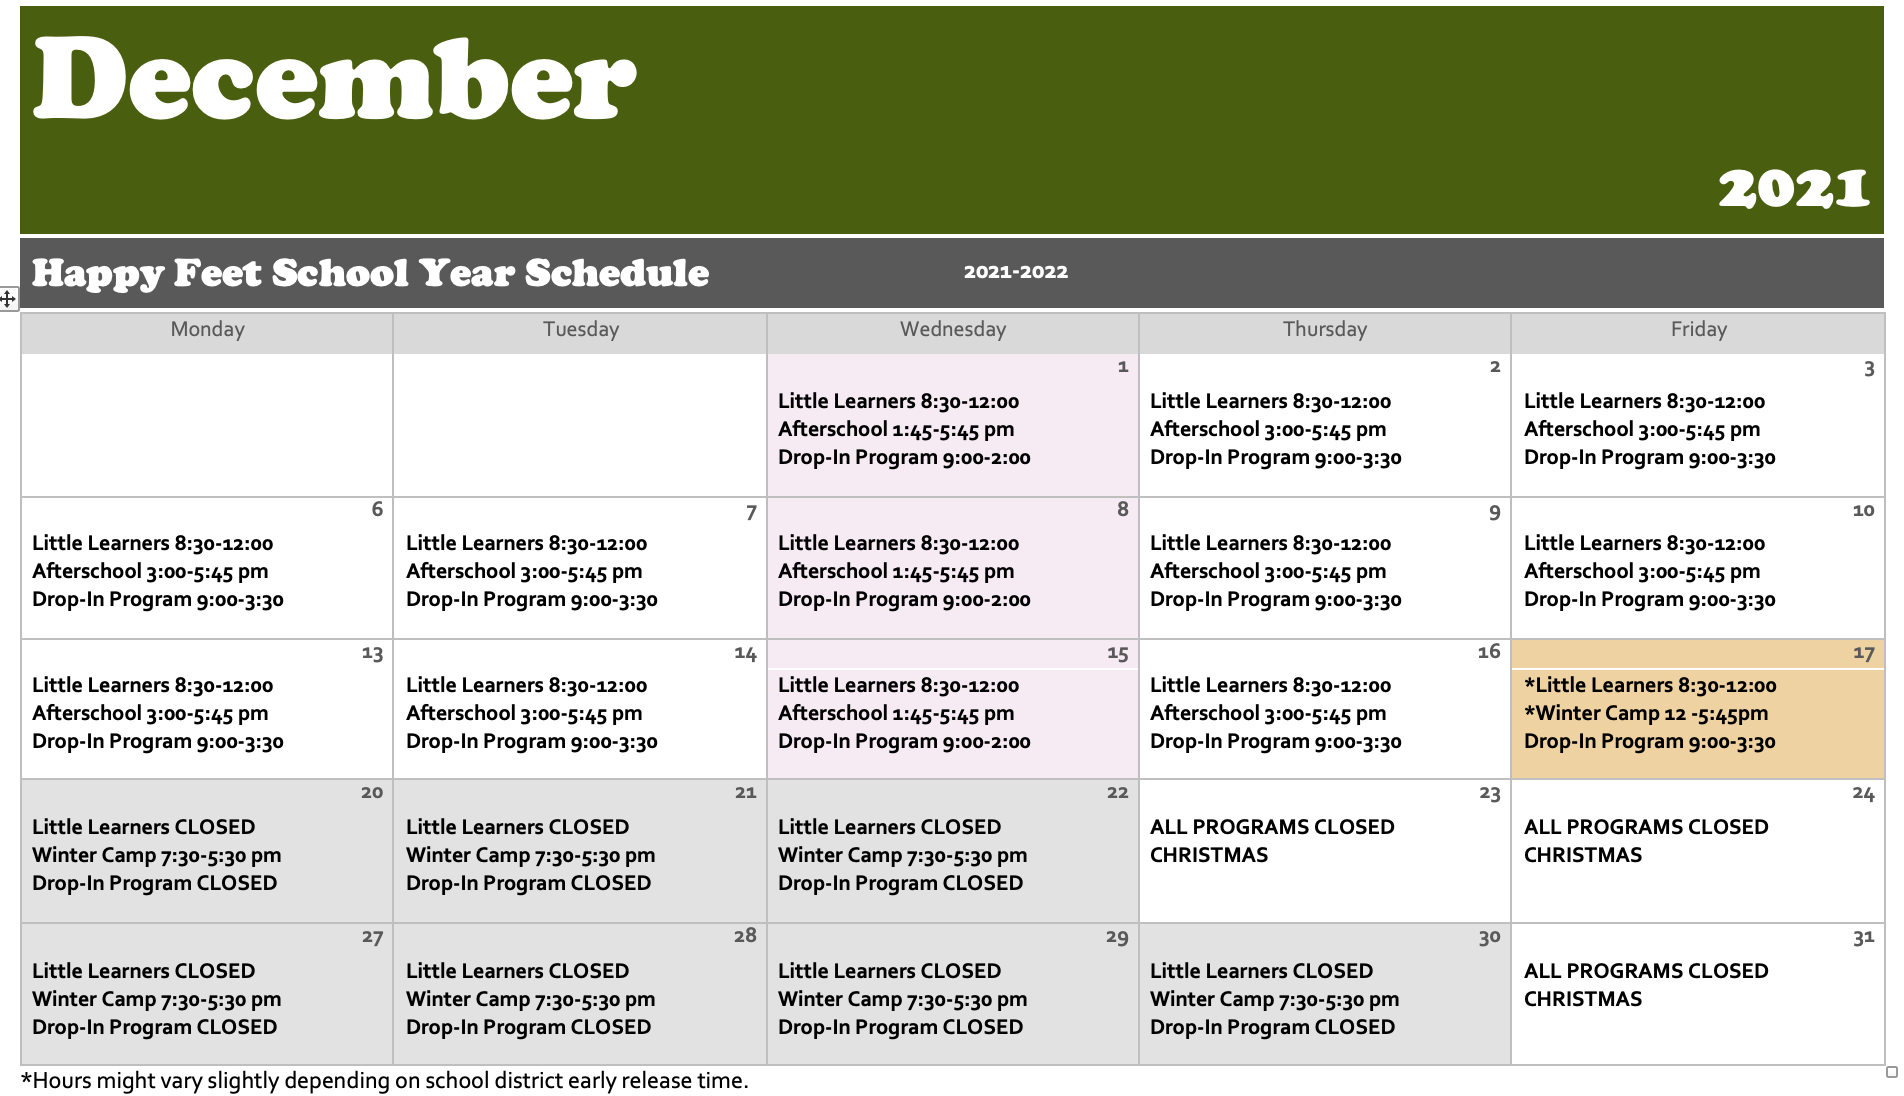 December
2021
Happy Feet School Year Schedule 2021-2022
Monday Tuesday Wednesday Thursday Friday
1
Little Learners 8:30-12:00
Afterschool 1:45-5:45 pm
Drop-In Program 9:00-2:00
2
Little Learners 8:30-12:00
Afterschool 3:00-5:45 pm
Drop-In Program 9:00-3:30
3
Little Learners 8:30-12:00
Afterschool 3:00-5:45 pm
Drop-In Program 9:00-3:30
6
Little Learners 8:30-12:00
Afterschool 3:00-5:45 pm
Drop-In Program 9:00-3:30
7
Little Learners 8:30-12:00
Afterschool 3:00-5:45 pm
Drop-In Program 9:00-3:30
8
Little Learners 8:30-12:00
Afterschool 1:45-5:45 pm
Drop-In Program 9:00-2:00
9
Little Learners 8:30-12:00
Afterschool 3:00-5:45 pm
Drop-In Program 9:00-3:30
10
Little Learners 8:30-12:00
Afterschool 3:00-5:45 pm
Drop-In Program 9:00-3:30
13
Little Learners 8:30-12:00
Afterschool 3:00-5:45 pm
Drop-In Program 9:00-3:30
14
Little Learners 8:30-12:00
Afterschool 3:00-5:45 pm
Drop-In Program 9:00-3:30
15
Little Learners 8:30-12:00
Afterschool 1:45-5:45 pm
Drop-In Program 9:00-2:00
16
Little Learners 8:30-12:00
Afterschool 3:00-5:45 pm
Drop-In Program 9:00-3:30
17
*Little Learners 8:30-12:00
*Winter Camp 12 -5:45pm
Drop-In Program 9:00-3:30
20
Little Learners CLOSED
Winter Camp 7:30-5:30 pm
Drop-In Program CLOSED
21
Little Learners CLOSED
Winter Camp 7:30-5:30 pm
Drop-In Program CLOSED
22
Little Learners CLOSED
Winter Camp 7:30-5:30 pm
Drop-In Program CLOSED
23
ALL PROGRAMS CLOSED
CHRISTMAS
24
ALL PROGRAMS CLOSED
CHRISTMAS
27
Little Learners CLOSED
Winter Camp 7:30-5:30 pm
Drop-In Program CLOSED
28
Little Learners CLOSED
Winter Camp 7:30-5:30 pm
Drop-In Program CLOSED
29
Little Learners CLOSED
Winter Camp 7:30-5:30 pm
Drop-In Program CLOSED
30
Little Learners CLOSED
Winter Camp 7:30-5:30 pm
Drop-In Program CLOSED
31
ALL PROGRAMS CLOSED
CHRISTMAS
*Hours might vary slightly depending on school district early release time.